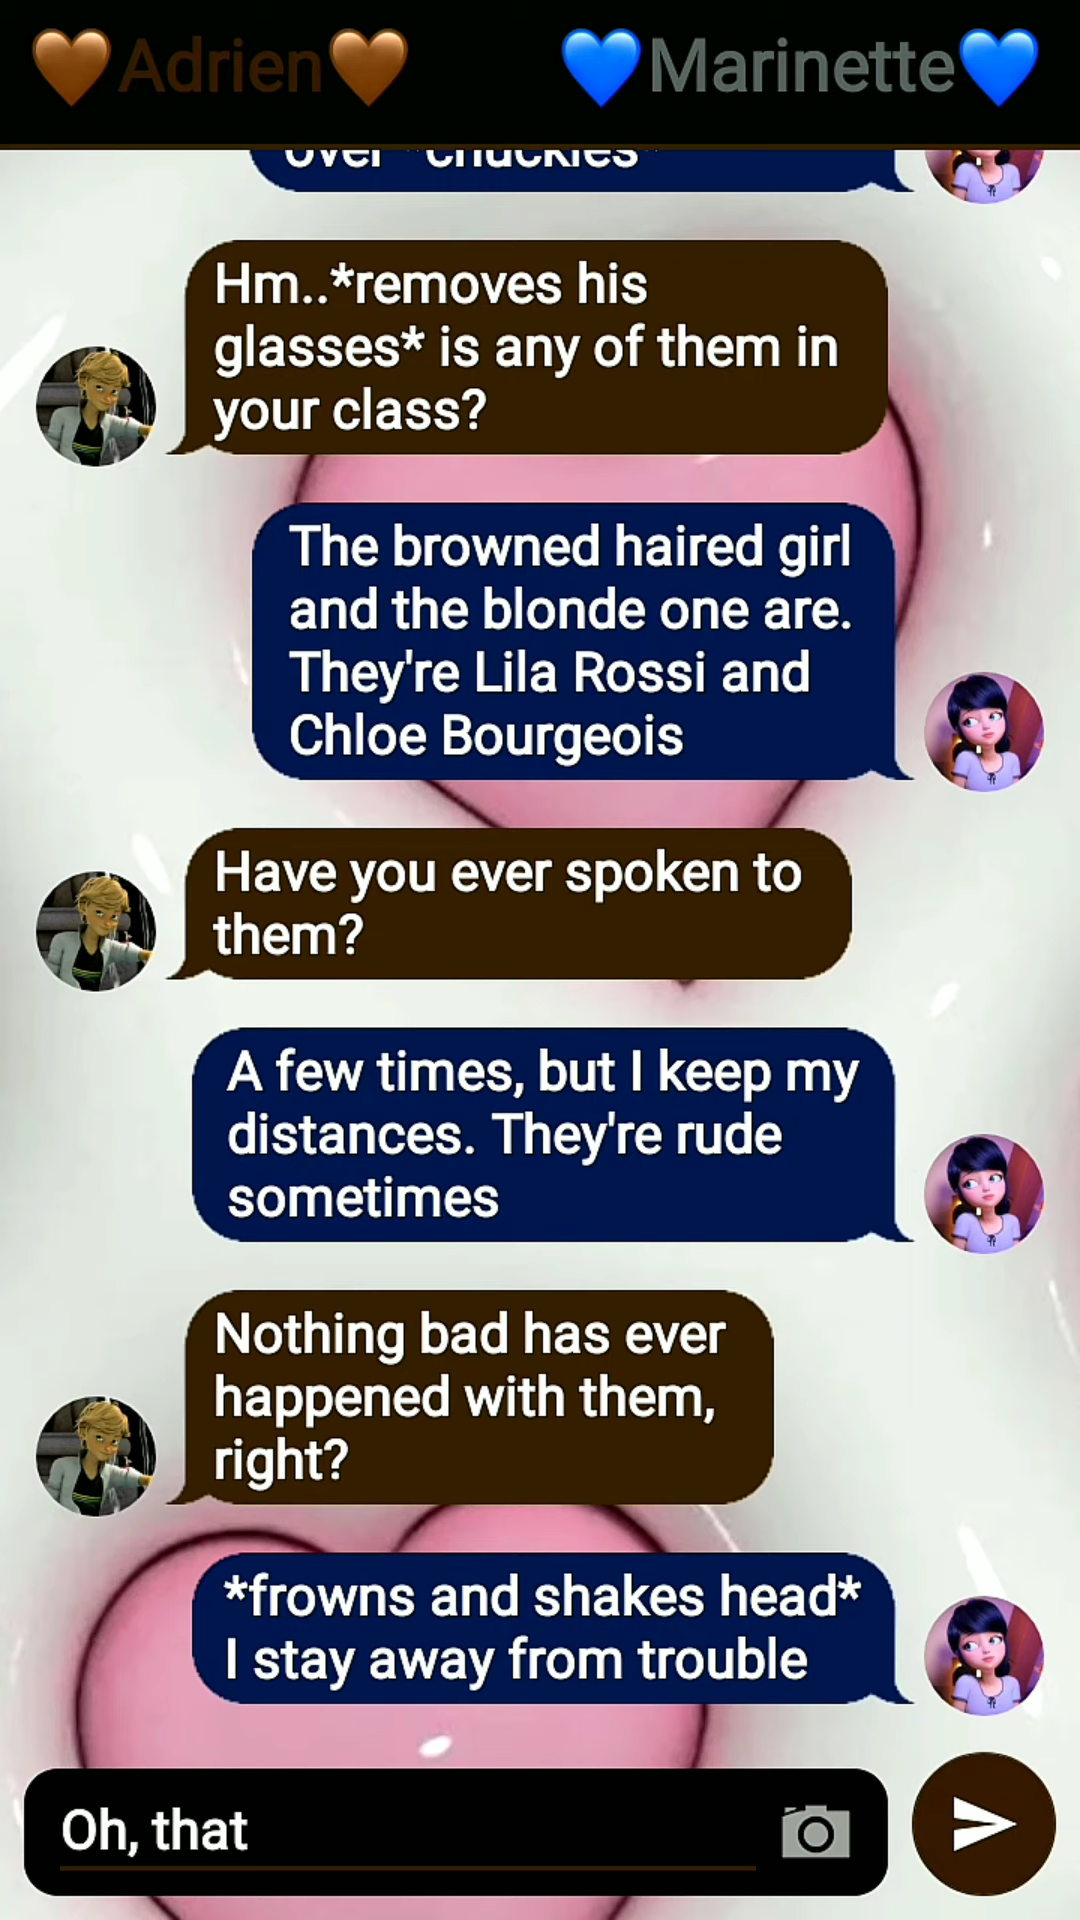 🧡Adrien🧡 💙Marinette💙
over *chuckles*
Hm..*removes his
glasses* is any of them in
your class?
The browned haired girl
and the blonde one are.
They're Lila Rossi and
Chloe Bourgeois
Have you ever spoken to
them?
A few times, but I keep my
distances. They're rude
sometimes
Nothing bad has ever
happened with them,
right?
*frowns and shakes head*
I stay away from trouble
Oh, that